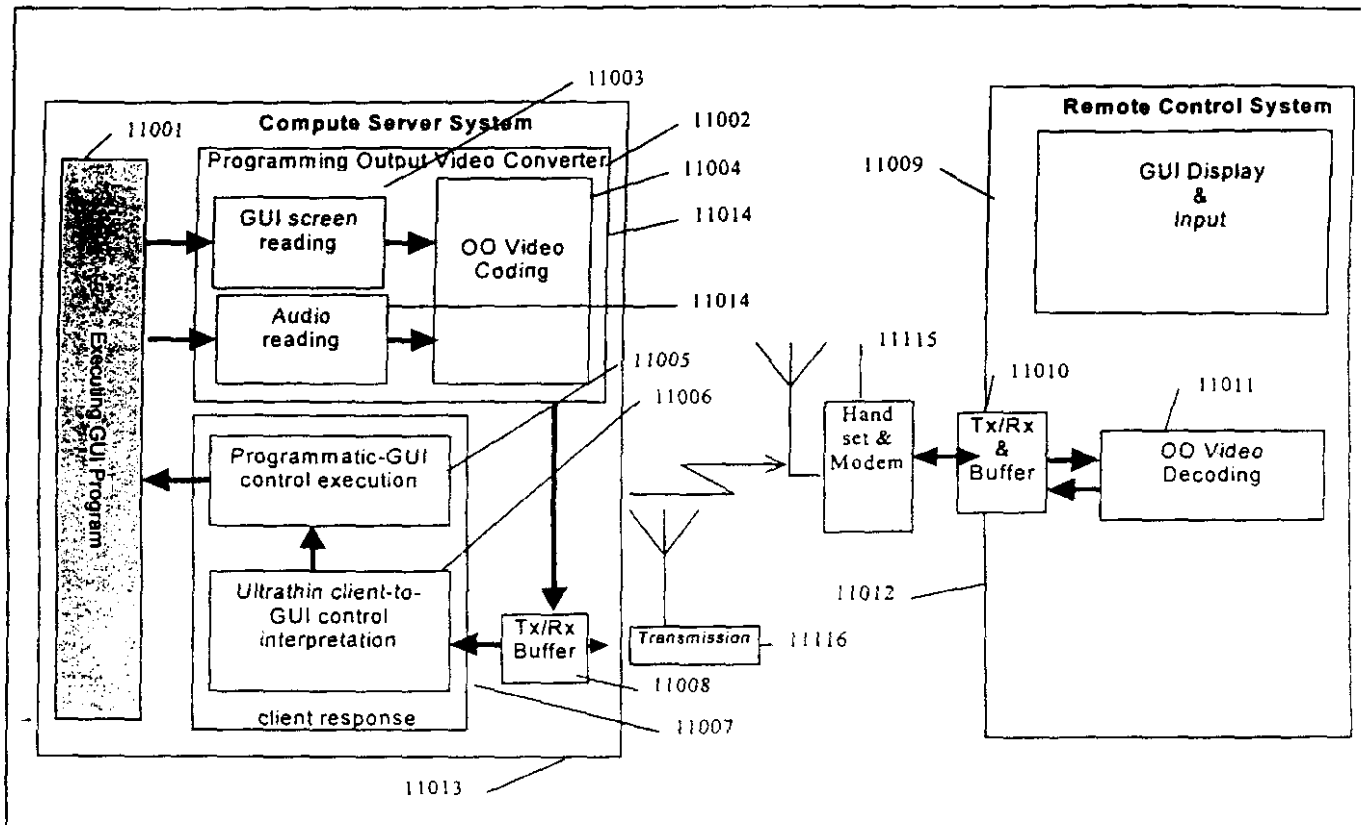 11003
Compute Server System
11001
11002
Programming Output Video Converter
11004
GUI screen
reading
11014
OO Video
Coding
Audio
reading
11014
Executing GUI Program
11005
11006
Programmatic-GUI
control execution
Ultrathin client-to-
GUI control
interpretation
Tx/Rx
Buffer
11008
client response
11007
11013
Transmission
11116
11115
Hand
set &
Modem
Remote Control System
11009
GUI Display
&
Input
11010
Tx/Rx
&
Buffer
11011
OO Video
Decoding
11012